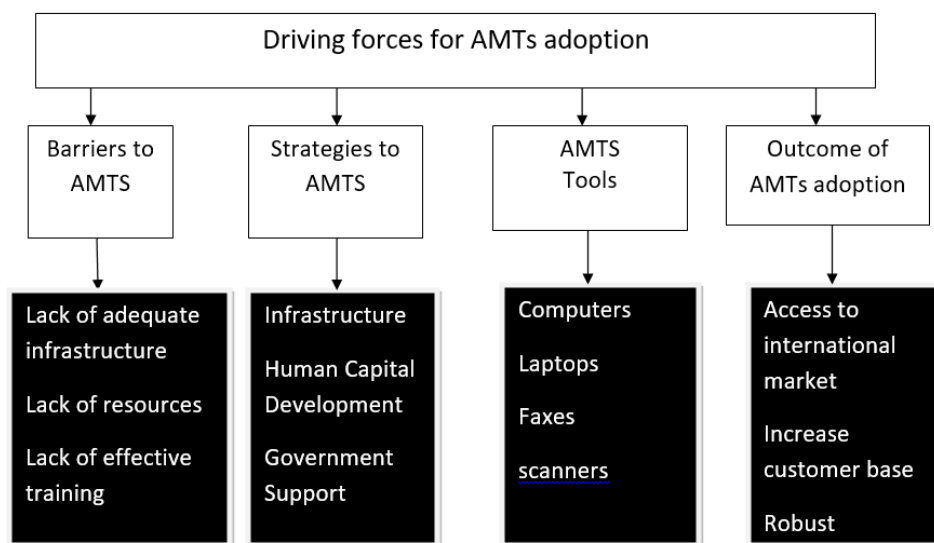 Driving forces for AMTs adoption
Barriers to
AMTS
Strategies to
AMTS
AMTS
Tools
Outcome of
AMTs adoption
Lack of adequate
infrastructure
Lack of resources
Lack of effective
training
Infrastructure
Human Capital
Development
Government
Support
Computers
Laptops
Faxes
scanners
Access to
international
market
Increase
customer base
Robust